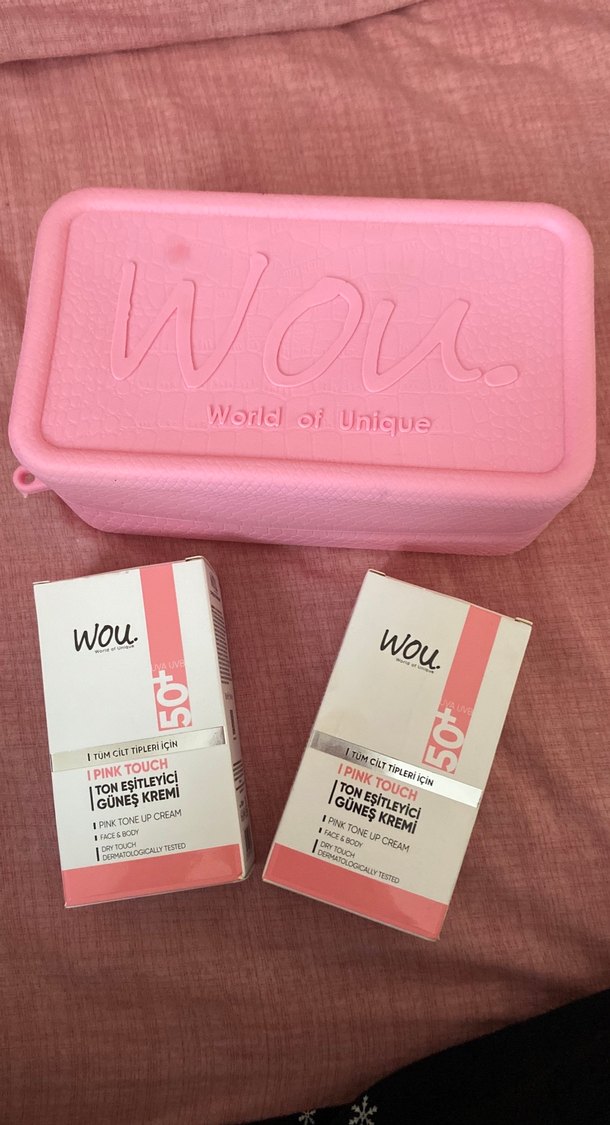 Wou.
World of Unique
Wou.
World of Unique
UVA UVB
50+
TÜM CİLT TİPLERİ İÇİN
PINK TOUCH
TON EŞİTLEYİCİ
GÜNEŞ KREMİ
PINK TONE UP CREAM
FACE & BODY
DRY TOUCH
DERMATOLOGICALLY TESTED
Wou.
World of Unique
UVA UVB
50+
TÜM CİLT TİPLERİ İÇİN
PINK TOUCH
TON EŞİTLEYİCİ
GÜNEŞ KREMİ
PINK TONE UP CREAM
FACE & BODY
DRY TOUCH
DERMATOLOGICALLY TESTED